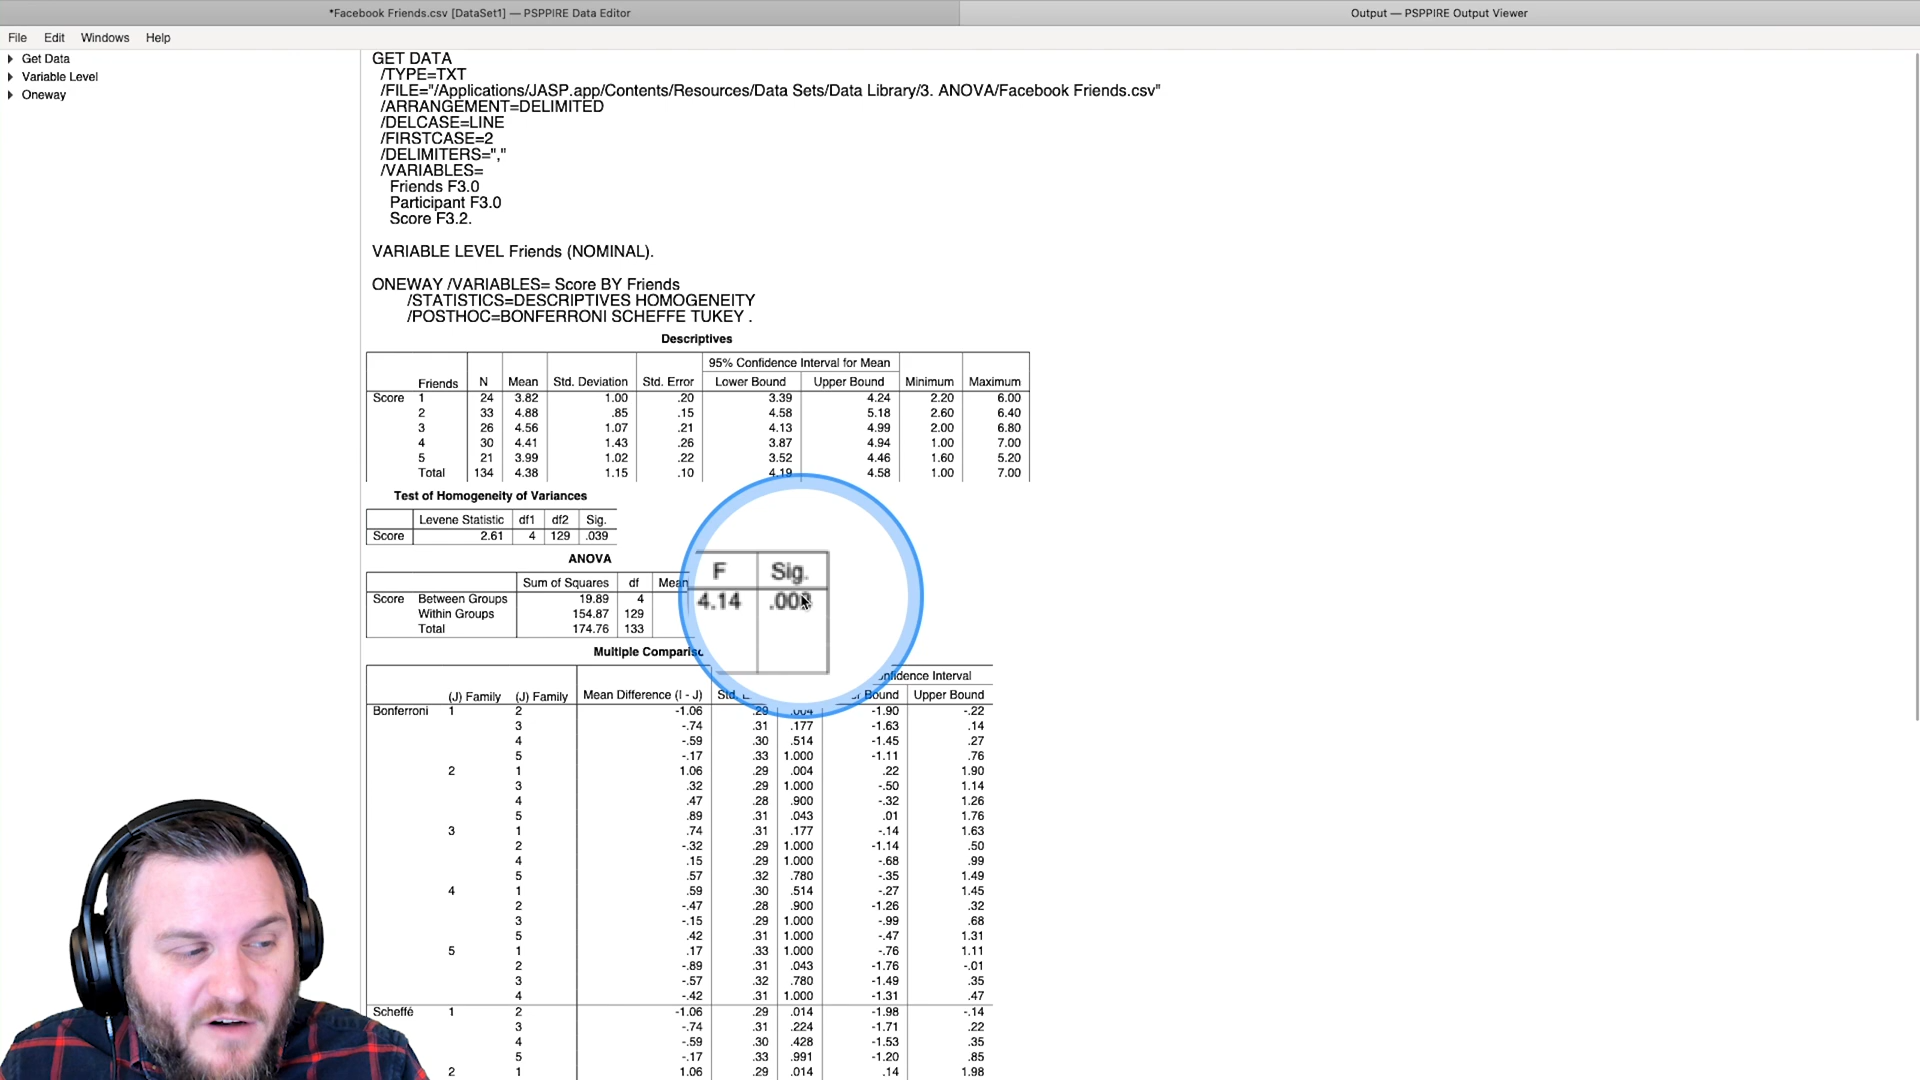 *Facebook Friends.csv [DataSet1] — PSPPIRE Data Editor
Output — PSPPIRE Output Viewer
File Edit Windows Help
Get Data
Variable Level
Oneway
GET DATA
/TYPE=TXT
/FILE="/Applications/JASP.app/Contents/Resources/Data Sets/Data Library/3. ANOVA/Facebook Friends.csv"
/ARRANGEMENT=DELIMITED
/DELCASE=LINE
/FIRSTCASE=2
/DELIMITERS=","
/VARIABLES=
Friends F3.0
Participant F3.0
Score F3.2.
VARIABLE LEVEL Friends (NOMINAL).
ONEWAY /VARIABLES= Score BY Friends
/STATISTICS=DESCRIPTIVES HOMOGENEITY
/POSTHOC=BONFERRONI SCHEFFE TUKEY .
Descriptives
95% Confidence Interval for Mean
Friends N Mean Std. Deviation Std. Error Lower Bound Upper Bound Minimum Maximum
Score 1 24 3.82 1.00 .20 3.39 4.24 2.20 6.00
2 33 4.88 .85 .15 4.58 5.18 2.60 6.40
3 26 4.56 1.07 .21 4.13 4.99 2.00 6.80
4 30 4.41 1.43 .26 3.87 4.94 1.00 7.00
5 21 3.99 1.02 .22 3.52 4.46 1.60 5.20
Total 134 4.38 1.15 .10 4.19 4.58 1.00 7.00
Test of Homogeneity of Variances
Levene Statistic df1 df2 Sig.
Score 2.61 4 129 .039
ANOVA
Sum of Squares df Mean F Sig.
Score Between Groups 19.89 4 4.14
Within Groups 154.87 129
Total 174.76 133
Multiple
Interval
(J) Family (J) Family Mean Difference (I - J) Std. Bound Upper Bound
Bonferroni 1 2 -1.06 .29 .004 -1.90 -.22
3 -.74 .31 .177 -1.63 .14
4 -.59 .30 .514 -1.45 .27
5 -.17 .33 1.000 -1.11 .76
2 1 1.06 .29 .004 .22 1.90
3 .32 .29 1.000 -.50 1.14
4 .47 .28 .900 -.32 1.26
5 .89 .31 .043 .01 1.76
3 1 .74 .31 .177 -.14 1.63
2 -.32 .29 1.000 -1.14 .50
4 .15 .29 1.000 -.68 .99
5 .57 .32 .780 -.35 1.49
4 1 .59 .30 .514 -.27 1.45
2 -.47 .28 .900 -1.26 .32
3 -.15 .29 1.000 -.99 .68
5 .42 .31 1.000 -.47 1.31
5 1 .17 .33 1.000 -.76 1.11
2 -.89 .31 .043 -1.76 -.01
3 -.57 .32 .780 -1.49 .35
4 -.42 .31 1.000 -1.31 .47
Scheffé 1 2 -1.06 .29 .014 -1.98 -.14
3 -.74 .31 .224 -1.71 .22
4 -.59 .30 .428 -1.53 .35
5 -.17 .33 .991 -1.20 .85
2 1 1.06 .29 .014 .14 1.98